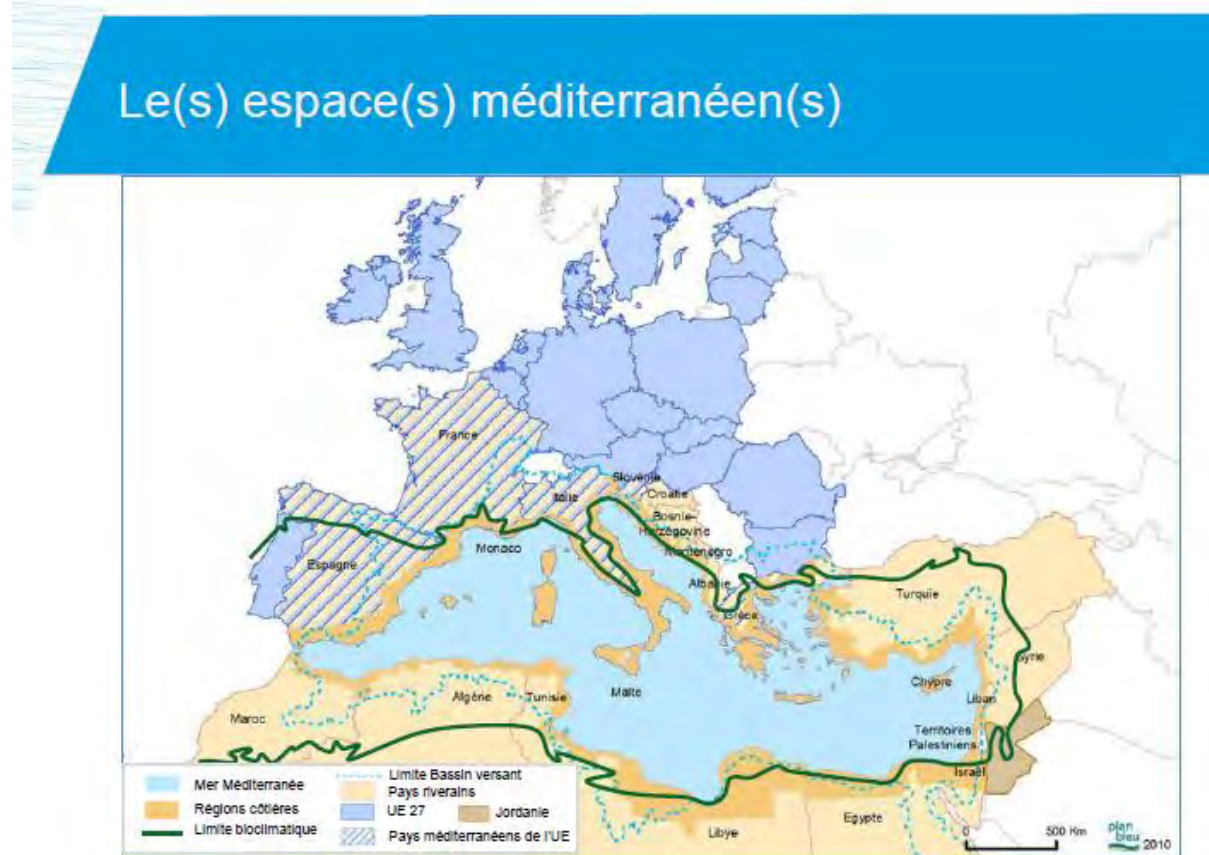 Le(s) espace(s) méditerranéen(s)
France
Slovénie
Croatie
Italie
Bosnie-
Herzégovine
Monaco
Monténégro
Espagne
Albanie
Turquie
Grèce
Syrie
Chypre
Algérie
Tunisie
Malte
Liban
Maroc
Territoires
Palestiniens
Israël
Libye
Egypte
Mer Méditerranée
Régions côtières
Limite bioclimatique
Limite Bassin versant
Pays riverains
UE 27
Jordanie
Pays méditerranéens de l'UE
0 500 Km
plan
bleu 2010